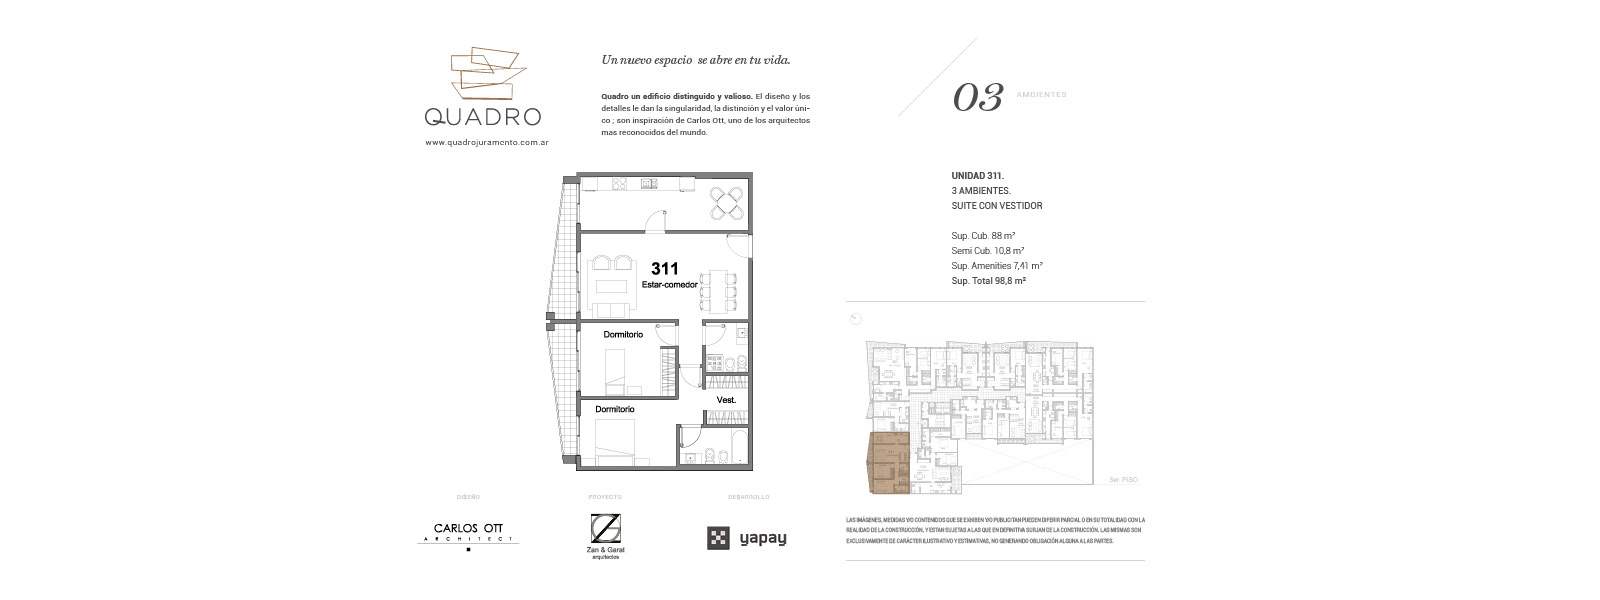 QUADRO
www.quadrojuramento.com.ar
Un nuevo espacio se abre en tu vida.
Quadro un edificio distinguido y valioso. El diseño y los
detalles le dan la singularidad, la distinción y el valor úni-
co ; son inspiración de Carlos Ott, uno de los arquitectos
mas reconocidos del mundo.
03 AMBIENTES
UNIDAD 311.
3 AMBIENTES.
SUITE CON VESTIDOR
Sup. Cub. 88 m²
Semi Cub. 10,8 m²
Sup. Amenities 7,41 m²
Sup. Total 98,8 m²
311
Estar-comedor
Dormitorio
Vest.
Dormitorio
3er. PISO
DISEÑO
PROYECTO
DESARROLLO
CARLOS OTT
ARCHITECT
Zan & Garat
arquitectos
yapay
LAS IMÁGENES, MEDIDAS Y/O CONTENIDOS QUE SE EXHIBEN Y/O PUBLICITAN PUEDEN DIFERIR PARCIAL O EN SU TOTALIDAD CON LA
REALIDAD DE LA CONSTRUCCIÓN, Y ESTAN SUJETAS A LAS QUE EN DEFINITIVA SURJAN DE LA CONSTRUCCIÓN. LAS MISMAS SON
EXCLUSIVAMENTE DE CARÁCTER ILUSTRATIVO Y ESTIMATIVAS, NO GENERANDO OBLIGACIÓN ALGUNA A LAS PARTES.